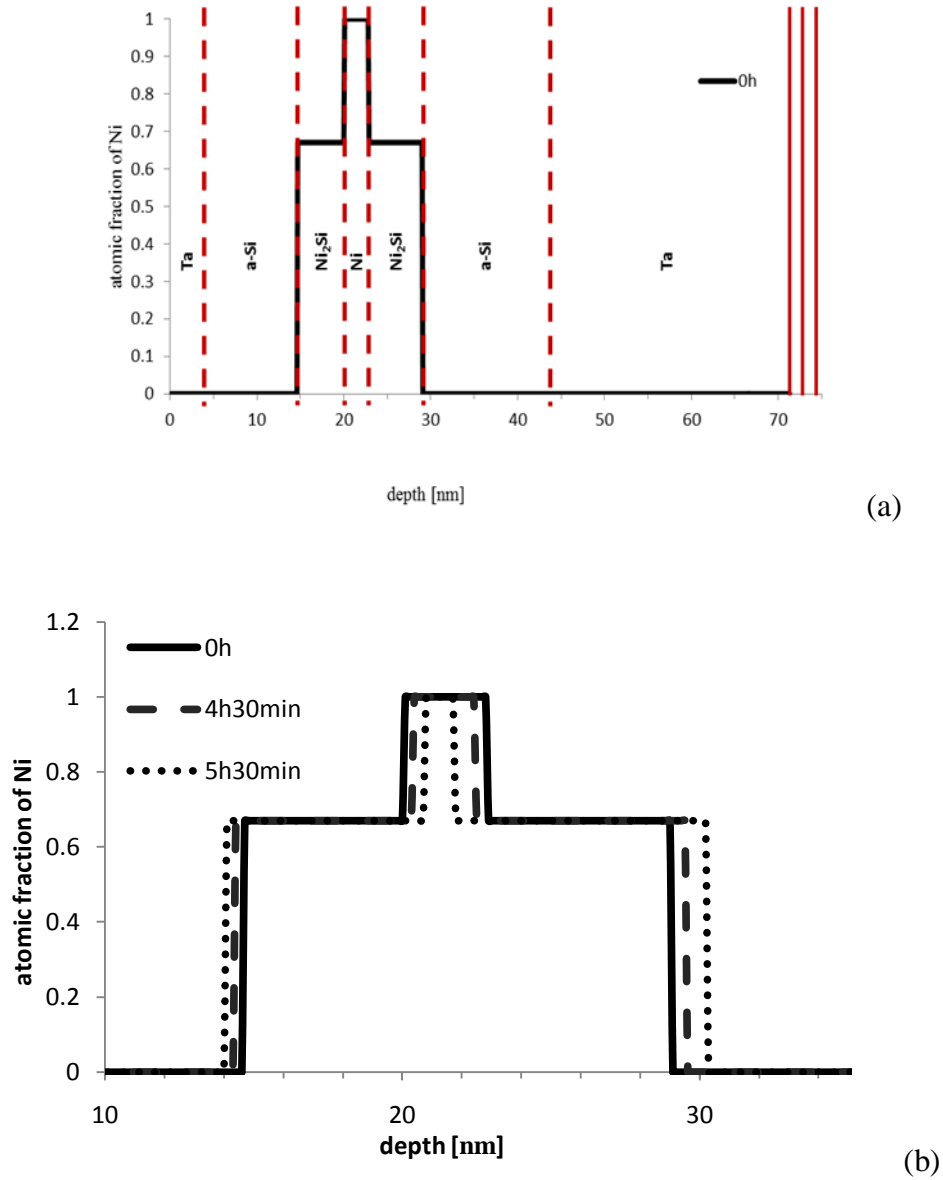 1
0.9
0.8
0.7
0.6
0.5
0.4
0.3
0.2
0.1
0
atomic fraction of Ni
0h
Ta
a-Si
Ni₂Si
Ni
Ni₂Si
a-Si
Ta
0 10 20 30 40 50 60 70
depth [nm]
(a)
1.2
1
0.8
0.6
0.4
0.2
0
atomic fraction of Ni
0h
4h30min
5h30min
10 20 30
depth [nm]
(b)